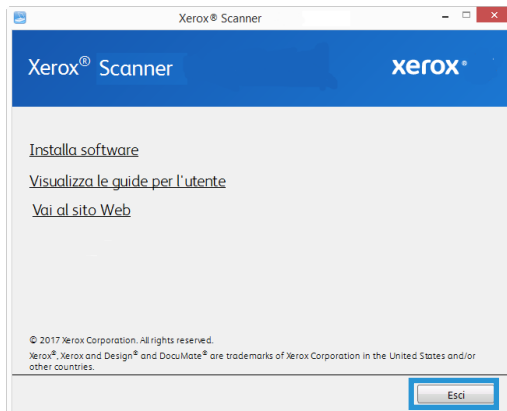 Xerox® Scanner
Xerox® Scanner
xerox®
Installa software
Visualizza le guide per l'utente
Vai al sito Web
© 2017 Xerox Corporation. All rights reserved.
Xerox®, Xerox and Design® and DocuMate® are trademarks of Xerox Corporation in the United States and/or
other countries.
Esci